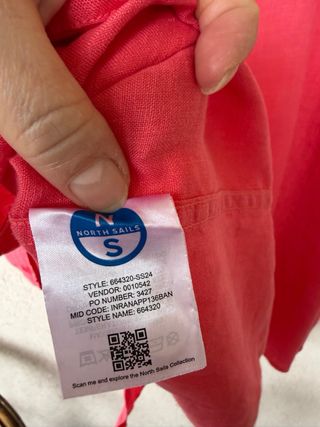 N
NORTH SAILS
S
STYLE: 664320-SS24
VENDOR: 0010542
PO NUMBER: 3427
MID CODE: INRANAPP136BAN
STYLE NAME: 664320
Scan me and explore the North Sails Collection